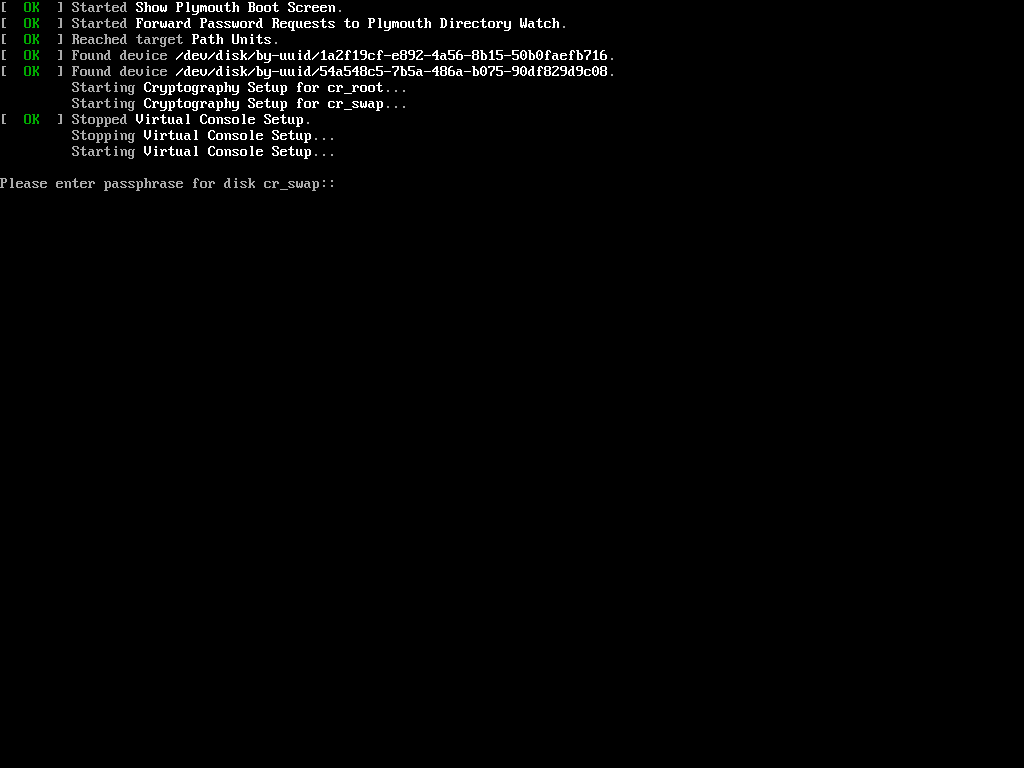 [  OK  ] Started Show Plymouth Boot Screen.
[  OK  ] Started Forward Password Requests to Plymouth Directory Watch.
[  OK  ] Reached target Path Units.
[  OK  ] Found device /dev/disk/by-uuid/1a2f19cf-e892-4a56-8b15-50b0faefb716.
[  OK  ] Found device /dev/disk/by-uuid/54a548c5-7b5a-486a-b075-90df829d9c08.
         Starting Cryptography Setup for cr_root...
         Starting Cryptography Setup for cr_swap...
[  OK  ] Stopped Virtual Console Setup.
         Stopping Virtual Console Setup...
         Starting Virtual Console Setup...
Please enter passphrase for disk cr_swap::